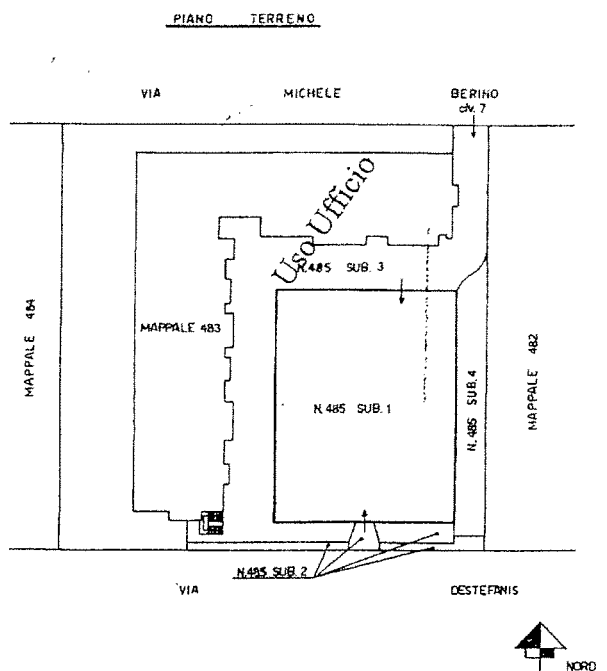 PIANO TERRENO
VIA MICHELE BERINO
clv. 7
Uso Ufficio
N.485 SUB. 3
MAPPALE 484
MAPPALE 483
MAPPALE 482
N. 485 SUB. 1
N. 485 SUB. 4
N.485 SUB 2
VIA DESTEFANIS
NORD